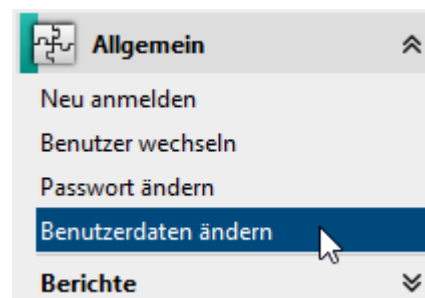 Allgemein
Neu anmelden
Benutzer wechseln
Passwort ändern
Benutzerdaten ändern
Berichte